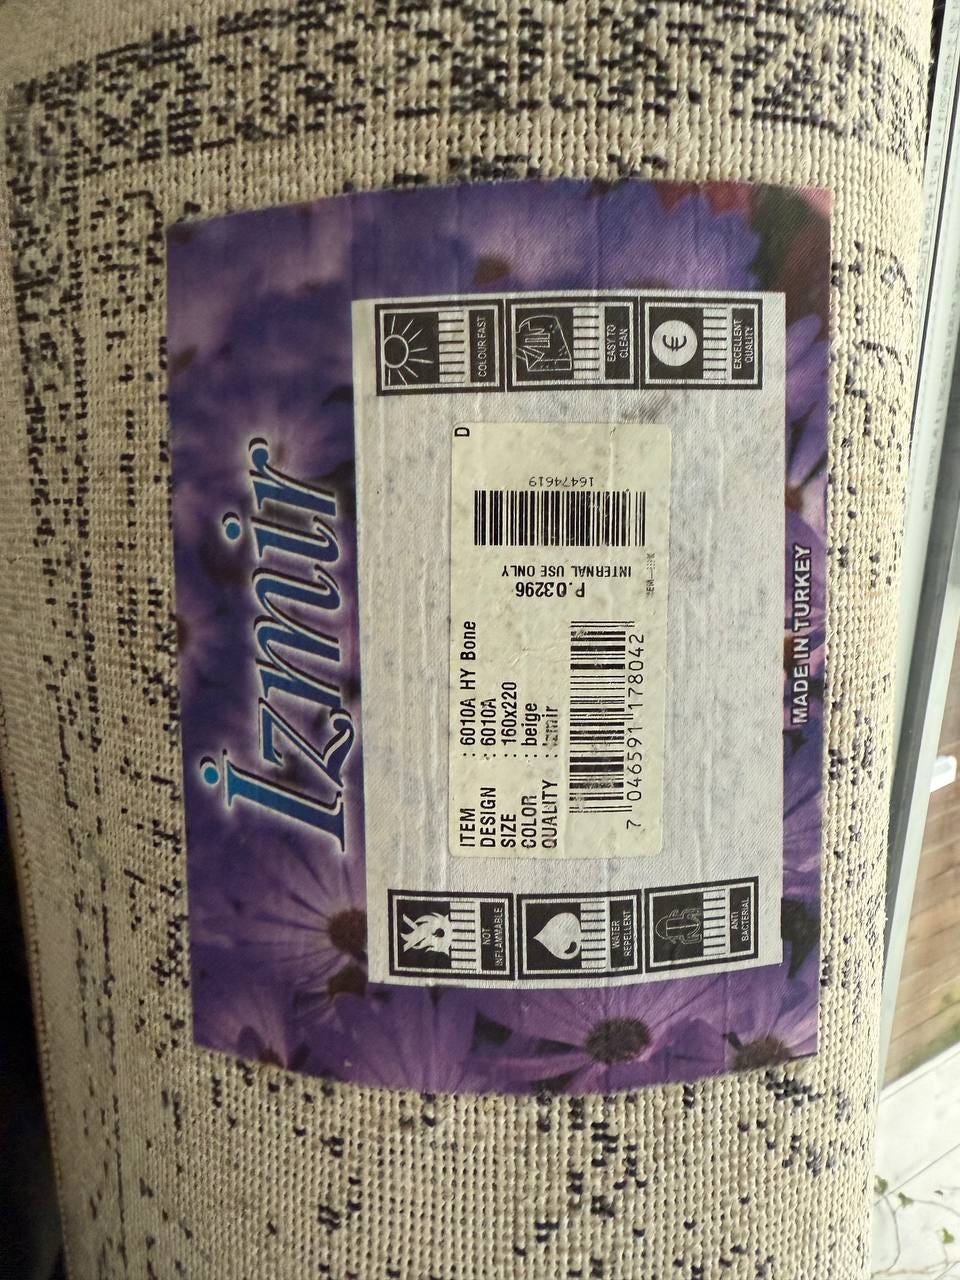 İzmir
NOT INFLAMMABLE
WATER REPELLENT
ANTI BACTERIAL
ITEM : 6010A HY Bone
DESIGN : 6010A
SIZE : 160x220
COLOR : beige
QUALITY : Izmir
7 046591 178042
P.03296
INTERNAL USE ONLY
16474619
D
COLOUR FAST
EASY TO CLEAN
€
EXCELLENT QUALITY
MADE IN TURKEY